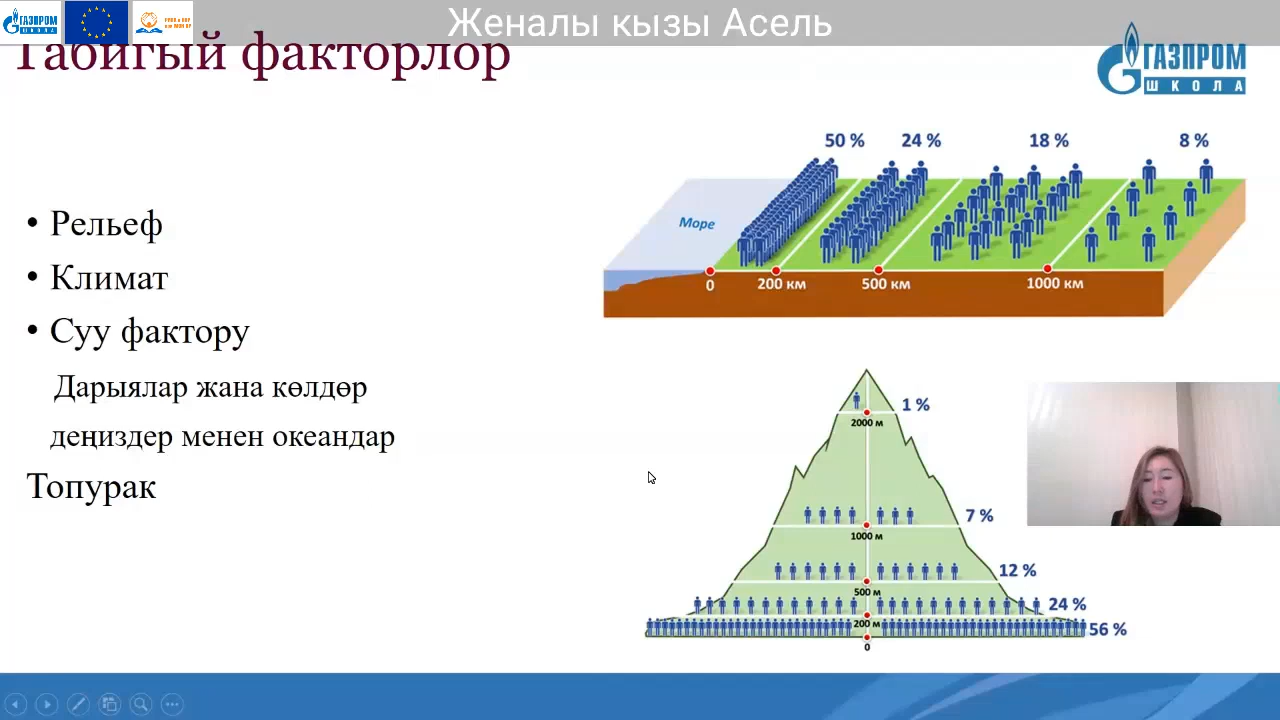 ГАЗПРОМ
ШКОЛА
Женалы кызы Асель
Табигый факторлор
ГАЗПРОМ
ШКОЛА
• Рельеф
• Климат
• Суу фактору
Дарыялар жана көлдөр
деңиздер менен океандар
Топурак
50 % 24 % 18 % 8 %
Море
0 200 км 500 км 1000 км
1 %
2000 м
7 %
1000 м
12 %
500 м
24 %
200 м
56 %
0